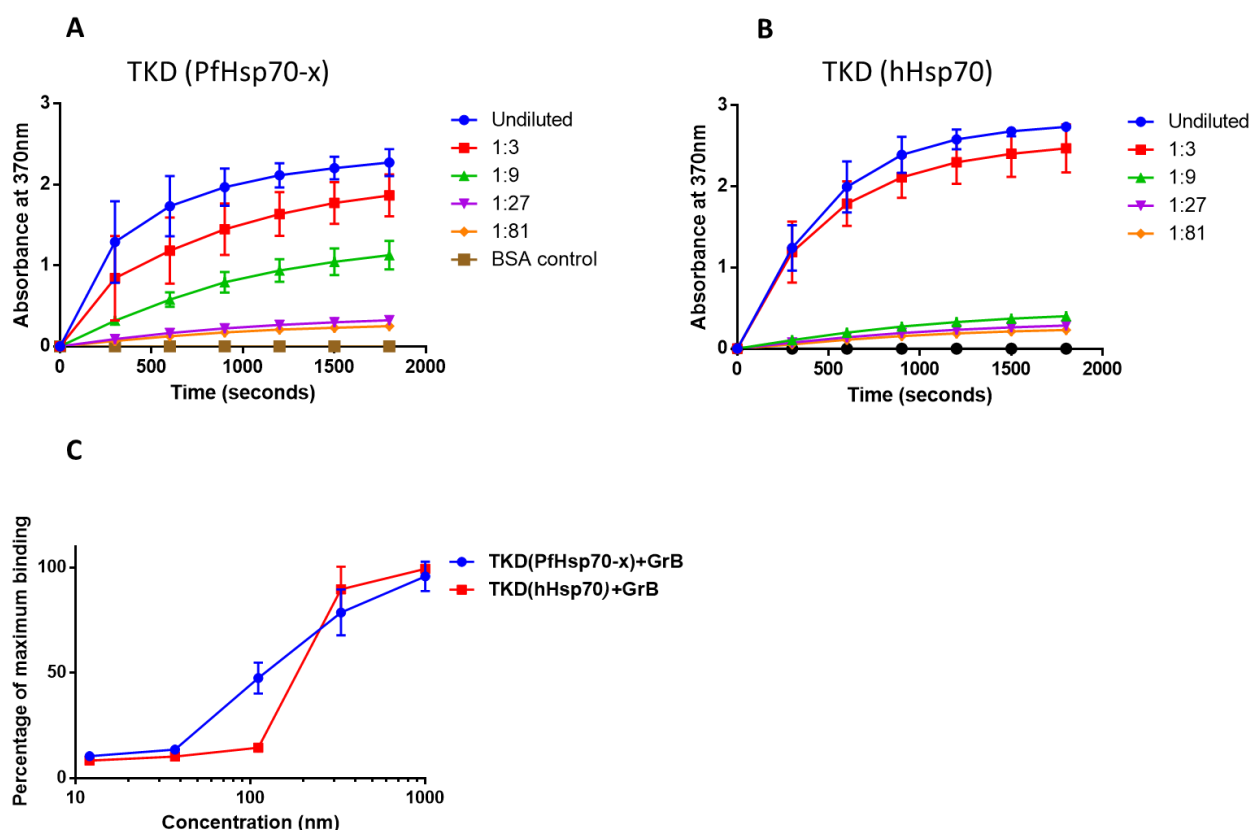 A
TKD (PfHsp70-x)
Absorbance at 370nm
3
2
1
0
0
500
1000
1500
2000
Time (seconds)
Undiluted
1:3
1:9
1:27
1:81
BSA control
B
TKD (hHsp70)
Absorbance at 370nm
3
2
1
0
0
500
1000
1500
2000
Time (seconds)
Undiluted
1:3
1:9
1:27
1:81
C
Percentage of maximum binding
100
50
0
10
100
1000
Concentration (nm)
TKD(PfHsp70-x)+GrB
TKD(hHsp70)+GrB